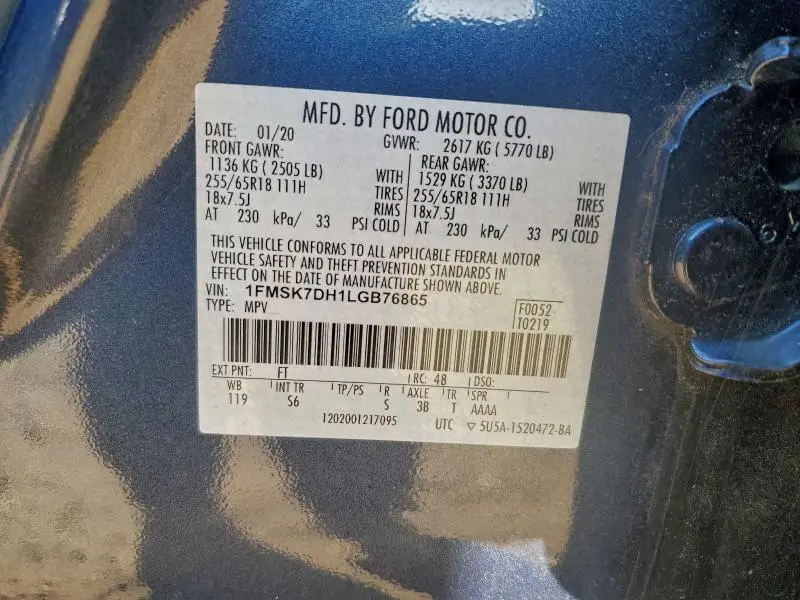 MFD. BY FORD MOTOR CO.
DATE: 01/20 GVWR: 2617 KG ( 5770 LB)
FRONT GAWR: REAR GAWR:
1136 KG ( 2505 LB) WITH 1529 KG ( 3370 LB) WITH
255/65R18 111H TIRES 255/65R18 111H TIRES
18x7.5J RIMS 18x7.5J RIMS
AT 230 kPa/ 33 PSI COLD AT 230 kPa/ 33 PSI COLD
THIS VEHICLE CONFORMS TO ALL APPLICABLE FEDERAL MOTOR
VEHICLE SAFETY AND THEFT PREVENTION STANDARDS IN
EFFECT ON THE DATE OF MANUFACTURE SHOWN ABOVE.
VIN: 1FMSK7DH1LGB76865
TYPE: MPV
F0052
T0219
EXT PNT: FT RC: 48 DSO:
WB INT TR TP/PS R AXLE TR SPR
119 S6 S 3B T AAAA
1202001217095 UTC ▽ 5U5A-1520472-BA